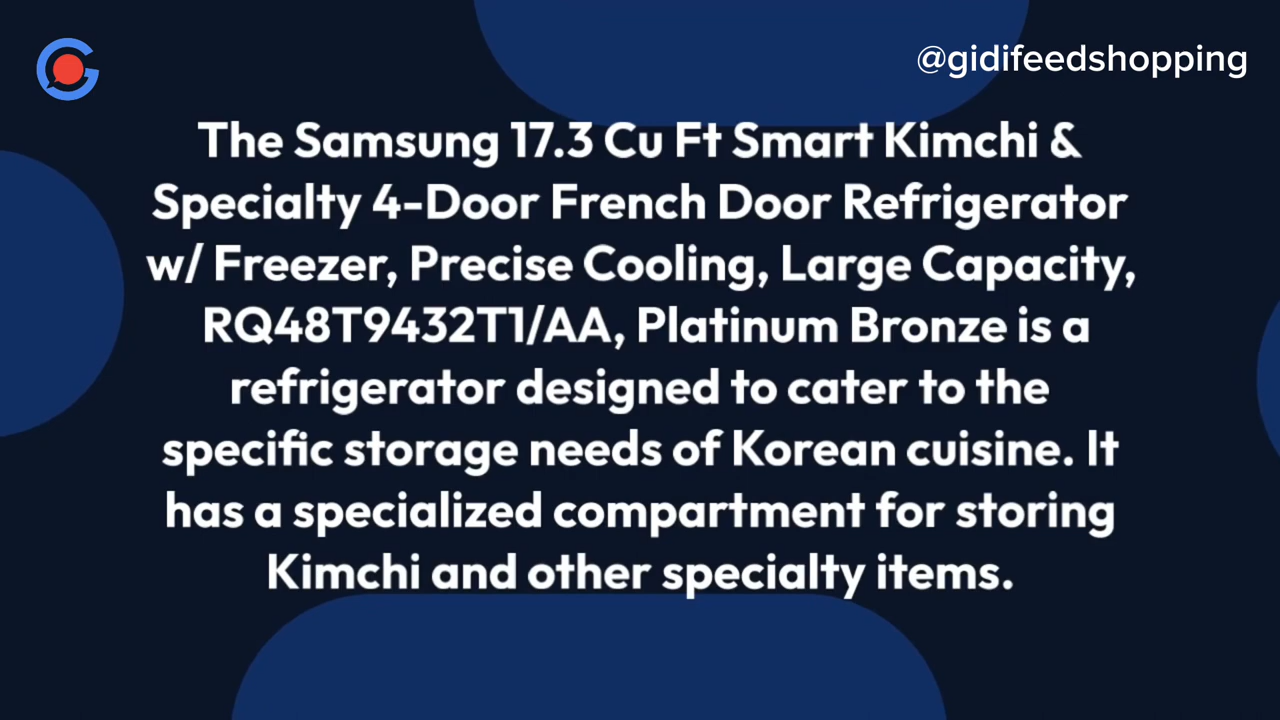 @gidifeedshopping
The Samsung 17.3 Cu Ft Smart Kimchi &
Specialty 4-Door French Door Refrigerator
w/ Freezer, Precise Cooling, Large Capacity,
RQ48T9432T1/AA, Platinum Bronze is a
refrigerator designed to cater to the
specific storage needs of Korean cuisine. It
has a specialized compartment for storing
Kimchi and other specialty items.